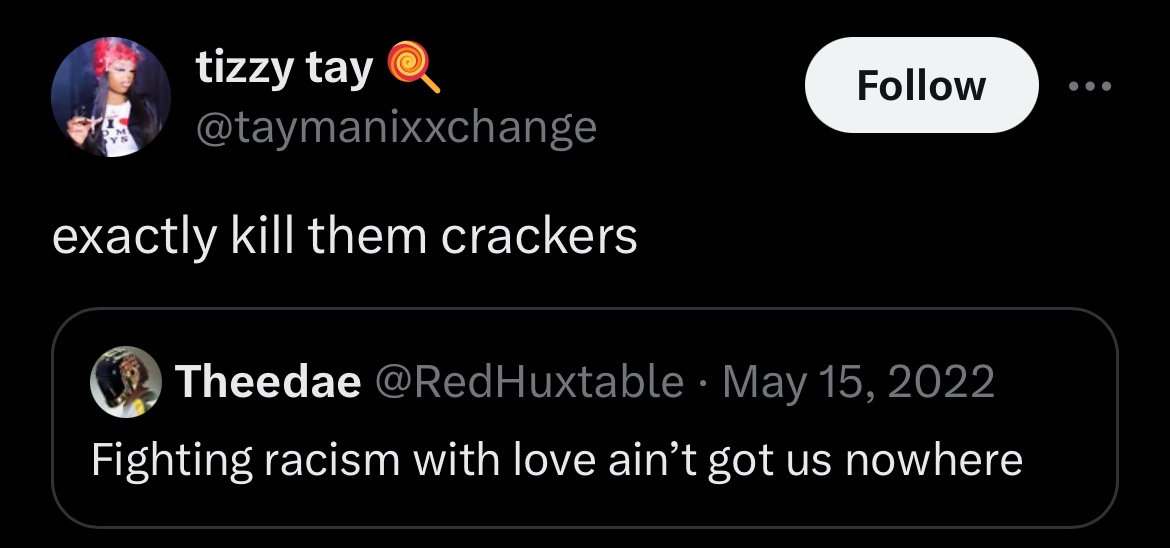 tizzy tay 🍭
Follow
@taymanixxchange
exactly kill them crackers
Theedae @RedHuxtable · May 15, 2022
Fighting racism with love ain’t got us nowhere